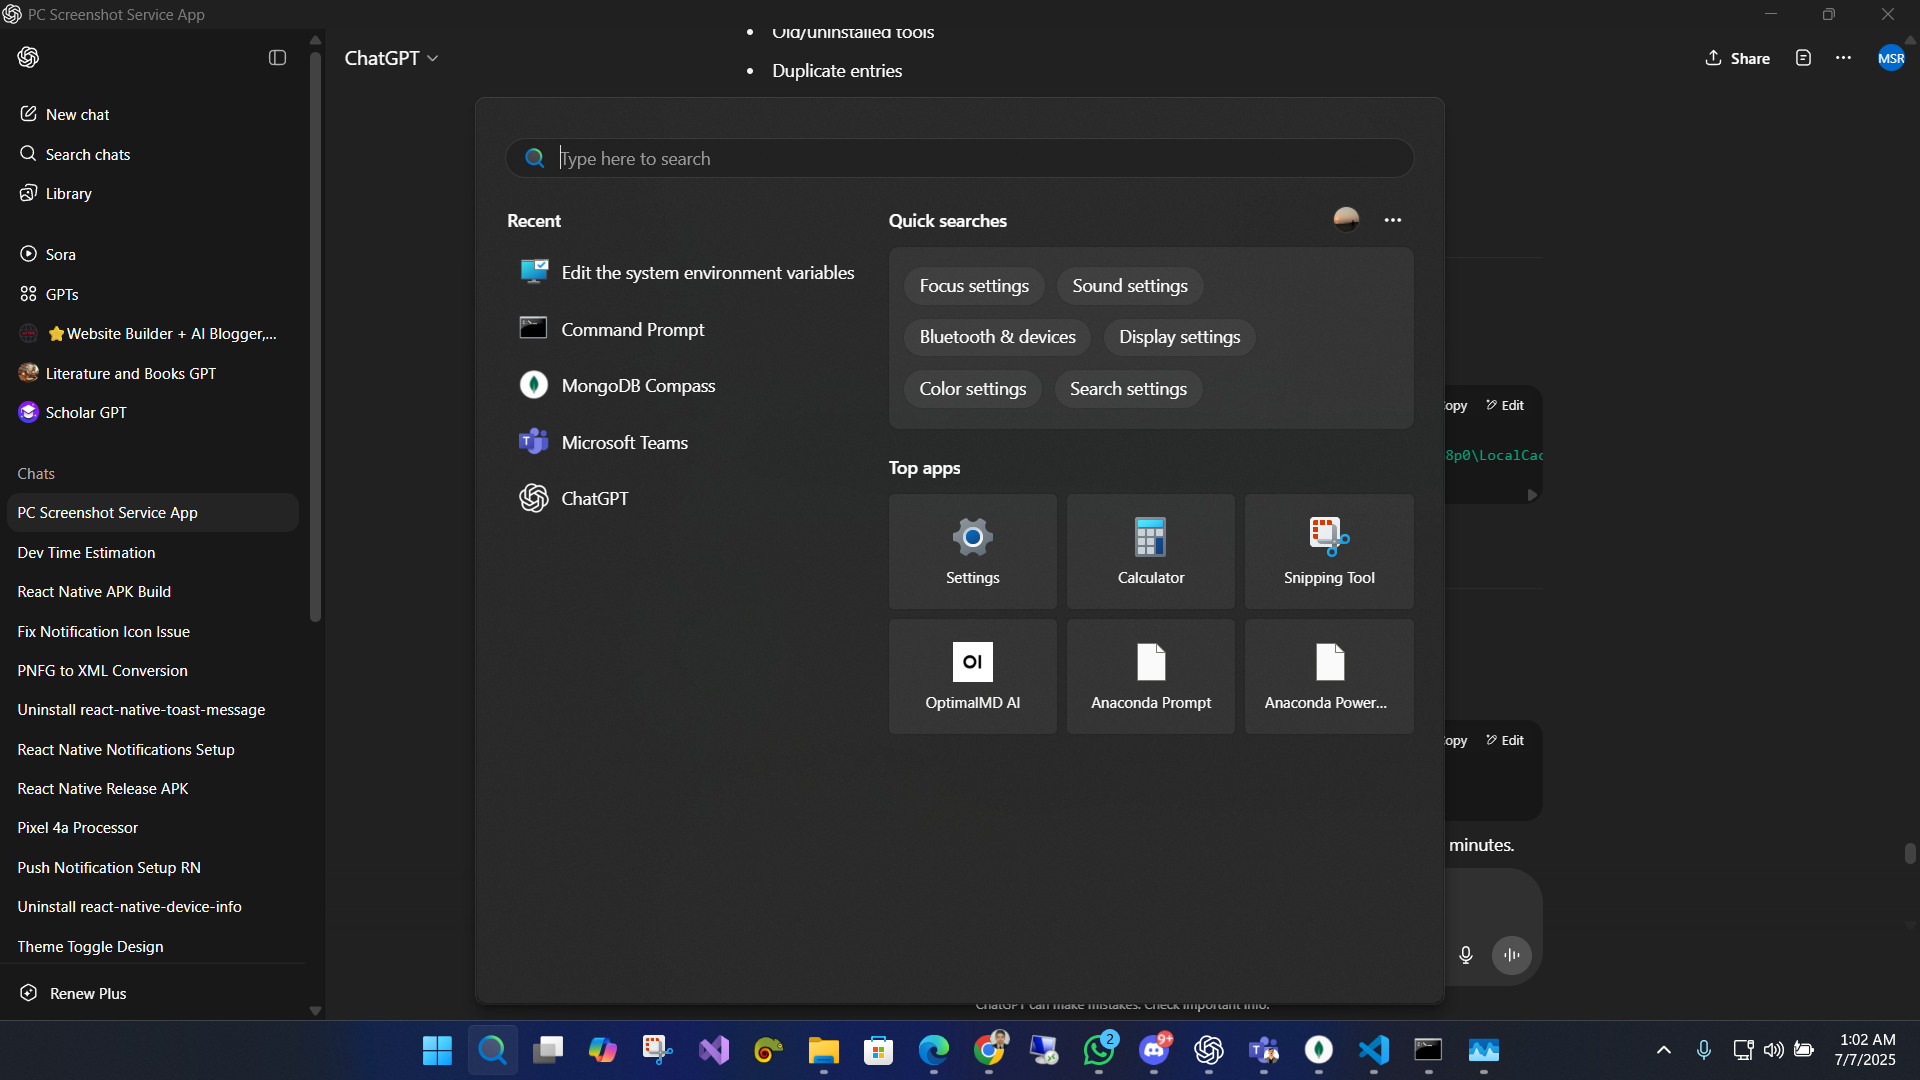 PC Screenshot Service App
ChatGPT
Old/uninstalled tools
Duplicate entries
Share
MSR
New chat
Search chats
Library
Sora
GPTs
⭐Website Builder + AI Blogger,...
Literature and Books GPT
Scholar GPT
Chats
PC Screenshot Service App
Dev Time Estimation
React Native APK Build
Fix Notification Icon Issue
PNFG to XML Conversion
Uninstall react-native-toast-message
React Native Notifications Setup
React Native Release APK
Pixel 4a Processor
Push Notification Setup RN
Uninstall react-native-device-info
Theme Toggle Design
Renew Plus
Type here to search
Recent
Edit the system environment variables
Command Prompt
MongoDB Compass
Microsoft Teams
ChatGPT
Quick searches
Focus settings
Sound settings
Bluetooth & devices
Display settings
Color settings
Search settings
Top apps
Settings
Calculator
Snipping Tool
OI
OptimalMD AI
Anaconda Prompt
Anaconda Power...
opy
Edit
8p0\LocalCac
opy
Edit
minutes.
ChatGPT can make mistakes. Check important info.
2
9+
1:02 AM
7/7/2025